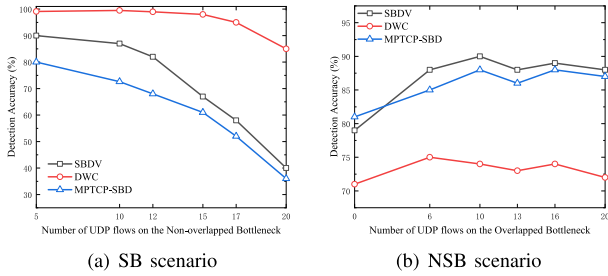 100
90
80
70
60
50
40
30
Detection Accuracy (%)
SBDV
DWC
MPTCP-SBD
5 10 12 15 17 20
Number of UDP flows on the Non-overlapped Bottleneck
(a) SB scenario
95
90
85
80
75
70
Detection Accuracy (%)
SBDV
DWC
MPTCP-SBD
0 6 10 13 16 20
Number of UDP flows on the Overlapped Bottleneck
(b) NSB scenario